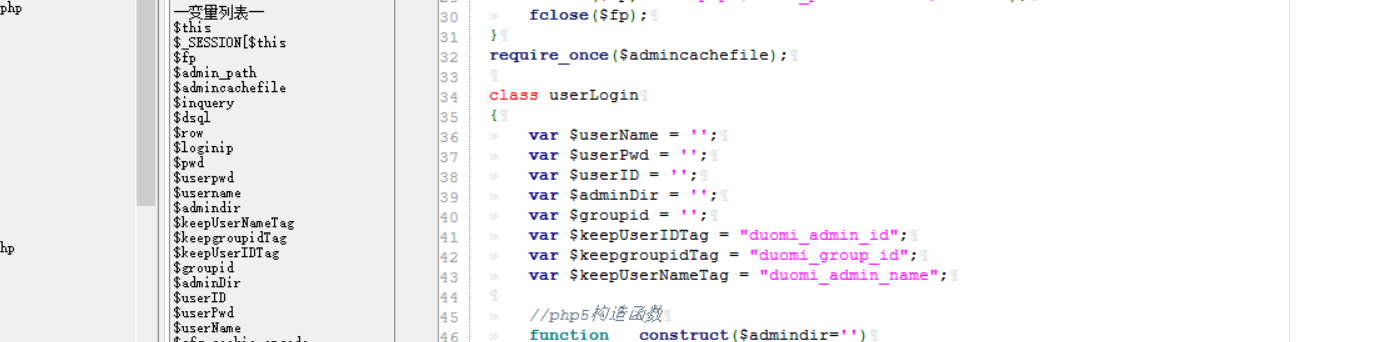 php
hp
—变量列表—
$this
$_SESSION[$this
$fp
$admin_path
$admincachefile
$inquery
$dsql
$row
$loginip
$pwd
$userpwd
$username
$admindir
$keepUserNameTag
$keepgroupidTag
$keepUserIDTag
$groupid
$adminDir
$userID
$userPwd
$userName
30 fclose($fp);
31 }
32 require_once($admincachefile);
33
34 class userLogin
35 {
36 var $userName = '';
37 var $userPwd = '';
38 var $userID = '';
39 var $adminDir = '';
40 var $groupid = '';
41 var $keepUserIDTag = "duomi_admin_id";
42 var $keepgroupidTag = "duomi_group_id";
43 var $keepUserNameTag = "duomi_admin_name";
44
45 //php5构造函数
46 function construct($admindir='')